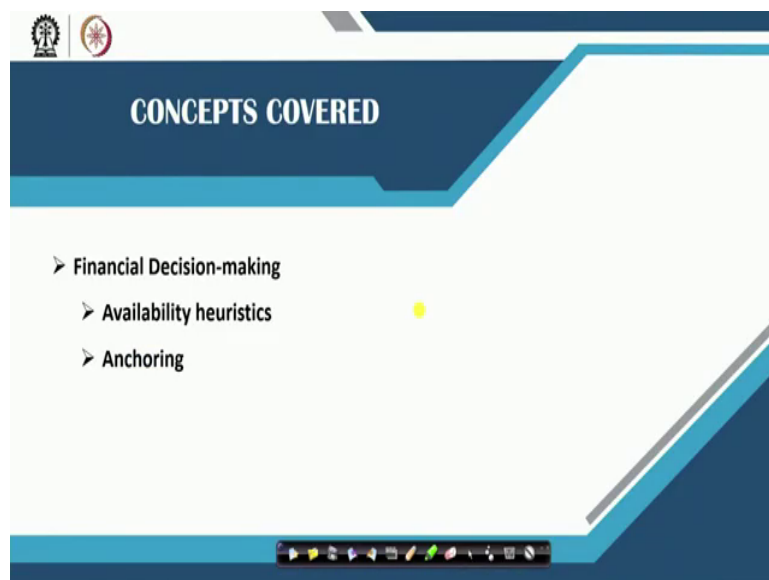 CONCEPTS COVERED
Financial Decision-making
Availability heuristics
Anchoring